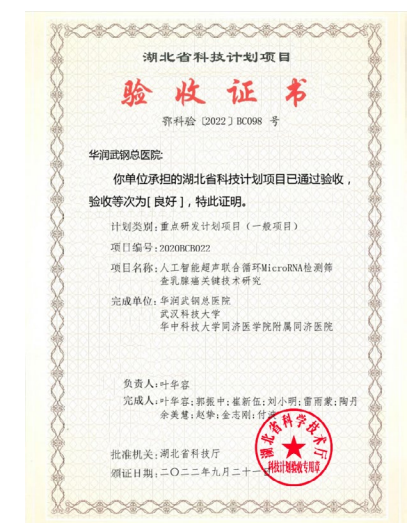 湖北省科技计划项目
验收证书
鄂科验〔2022〕BC098 号
华润武钢总医院:
你单位承担的湖北省科技计划项目已通过验收,
验收等次为[ 良好 ],特此证明。
计划类别:重点研发计划项目(一般项目)
项目编号:2020BCB022
项目名称:人工智能超声联合循环MicroRNA检测筛
查乳腺癌关键技术研究
完成单位:华润武钢总医院
武汉科技大学
华中科技大学同济医学院附属同济医院
负责人:叶华容
完成人:叶华容;郭振中;崔新伍;刘小明;雷雨蒙;陶丹
余美慧;赵挚;金志刚;付
批准机关:湖北省科技厅
颁证日期:二〇二二年九月二十一
湖北省科学技术厅
科技计划验收专用章